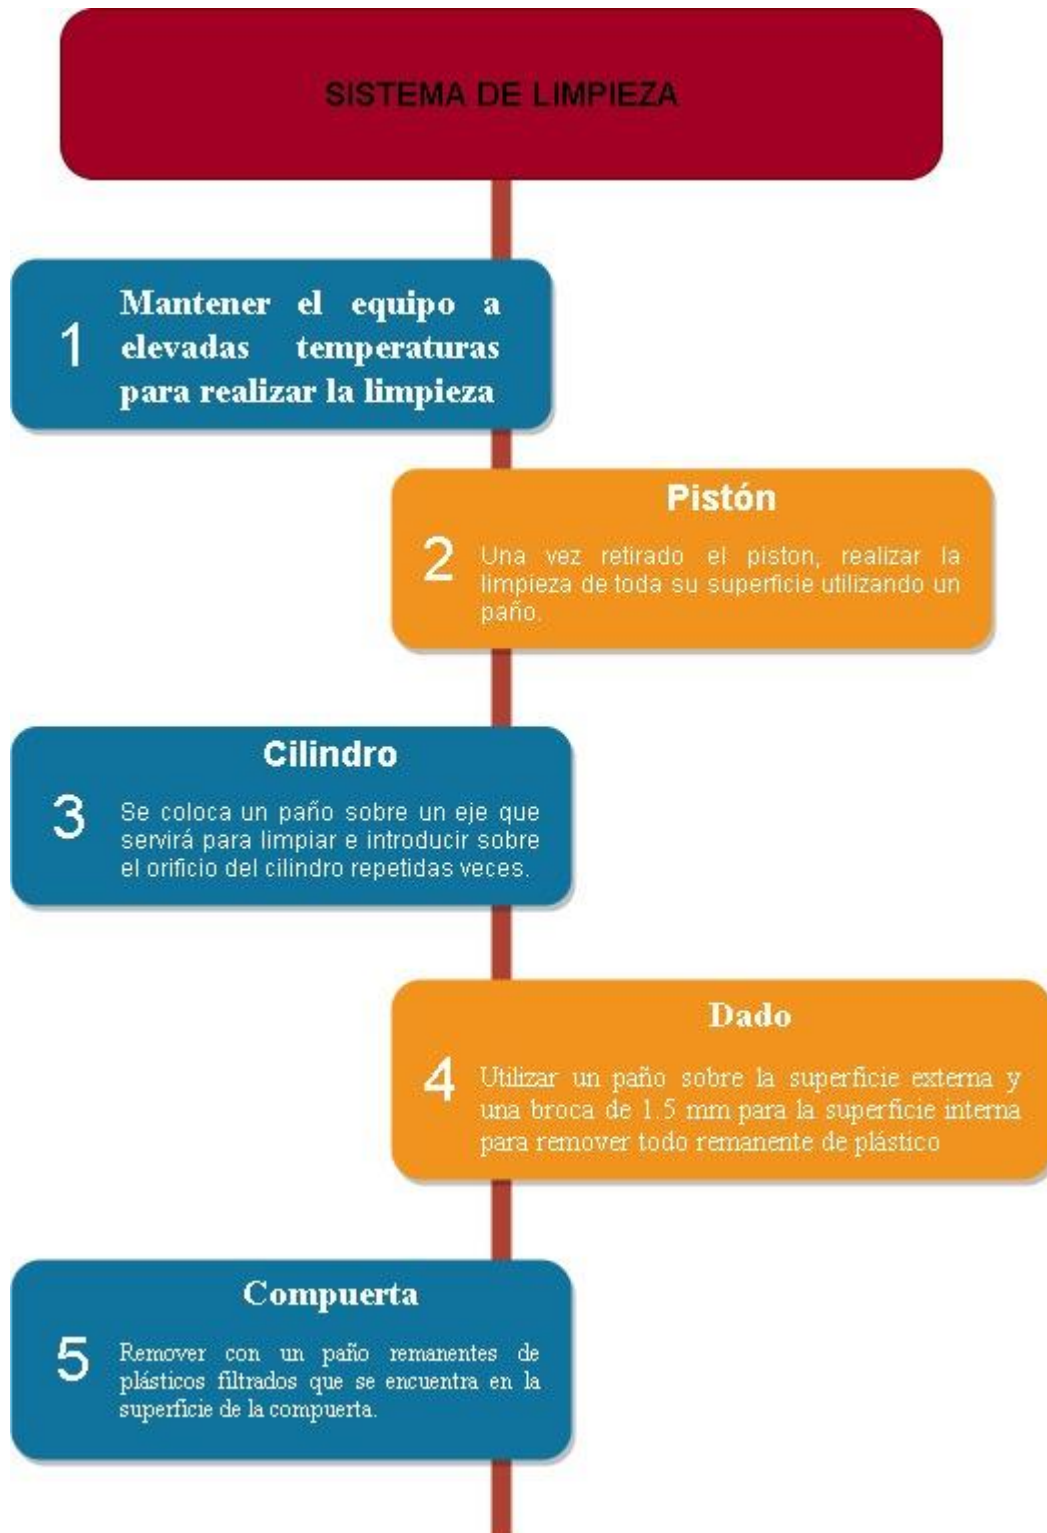 SISTEMA DE LIMPIEZA
1
Mantener el equipo a
elevadas temperaturas
para realizar la limpieza
Pistón
2
Una vez retirado el piston, realizar la
limpieza de toda su superficie utilizando un
paño.
Cilindro
3
Se coloca un paño sobre un eje que
servirá para limpiar e introducir sobre
el orificio del cilindro repetidas veces.
Dado
4
Utilizar un paño sobre la superficie externa y
una broca de 1.5 mm para la superficie interna
para remover todo remanente de plástico
Compuerta
5
Remover con un paño remanentes de
plásticos filtrados que se encuentra en la
superficie de la compuerta.